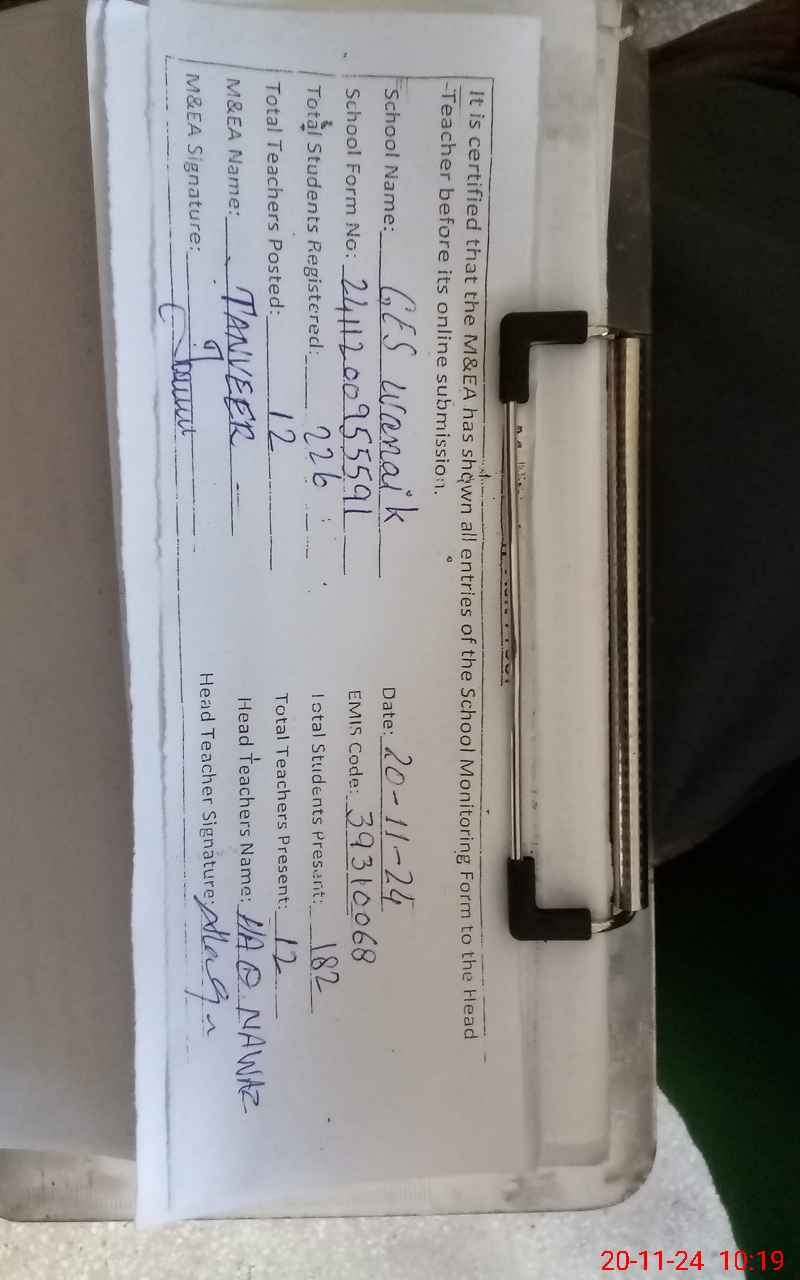 It is certified that the M&EA has shown all entries of the School Monitoring Form to the Head
-Teacher before its online submission.
School Name: GES Wanaik Date: 20-11-24
School Form No: 2411200955591 EMIS Code: 39310068
Total Students Registered: 226 Total Students Present: 182
Total Teachers Posted: 12 Total Teachers Present: 12
M&EA Name: TANVEER Head Teachers Name: HAQ NAWAZ
M&EA Signature: Head Teacher Signature:
20-11-24 10:19